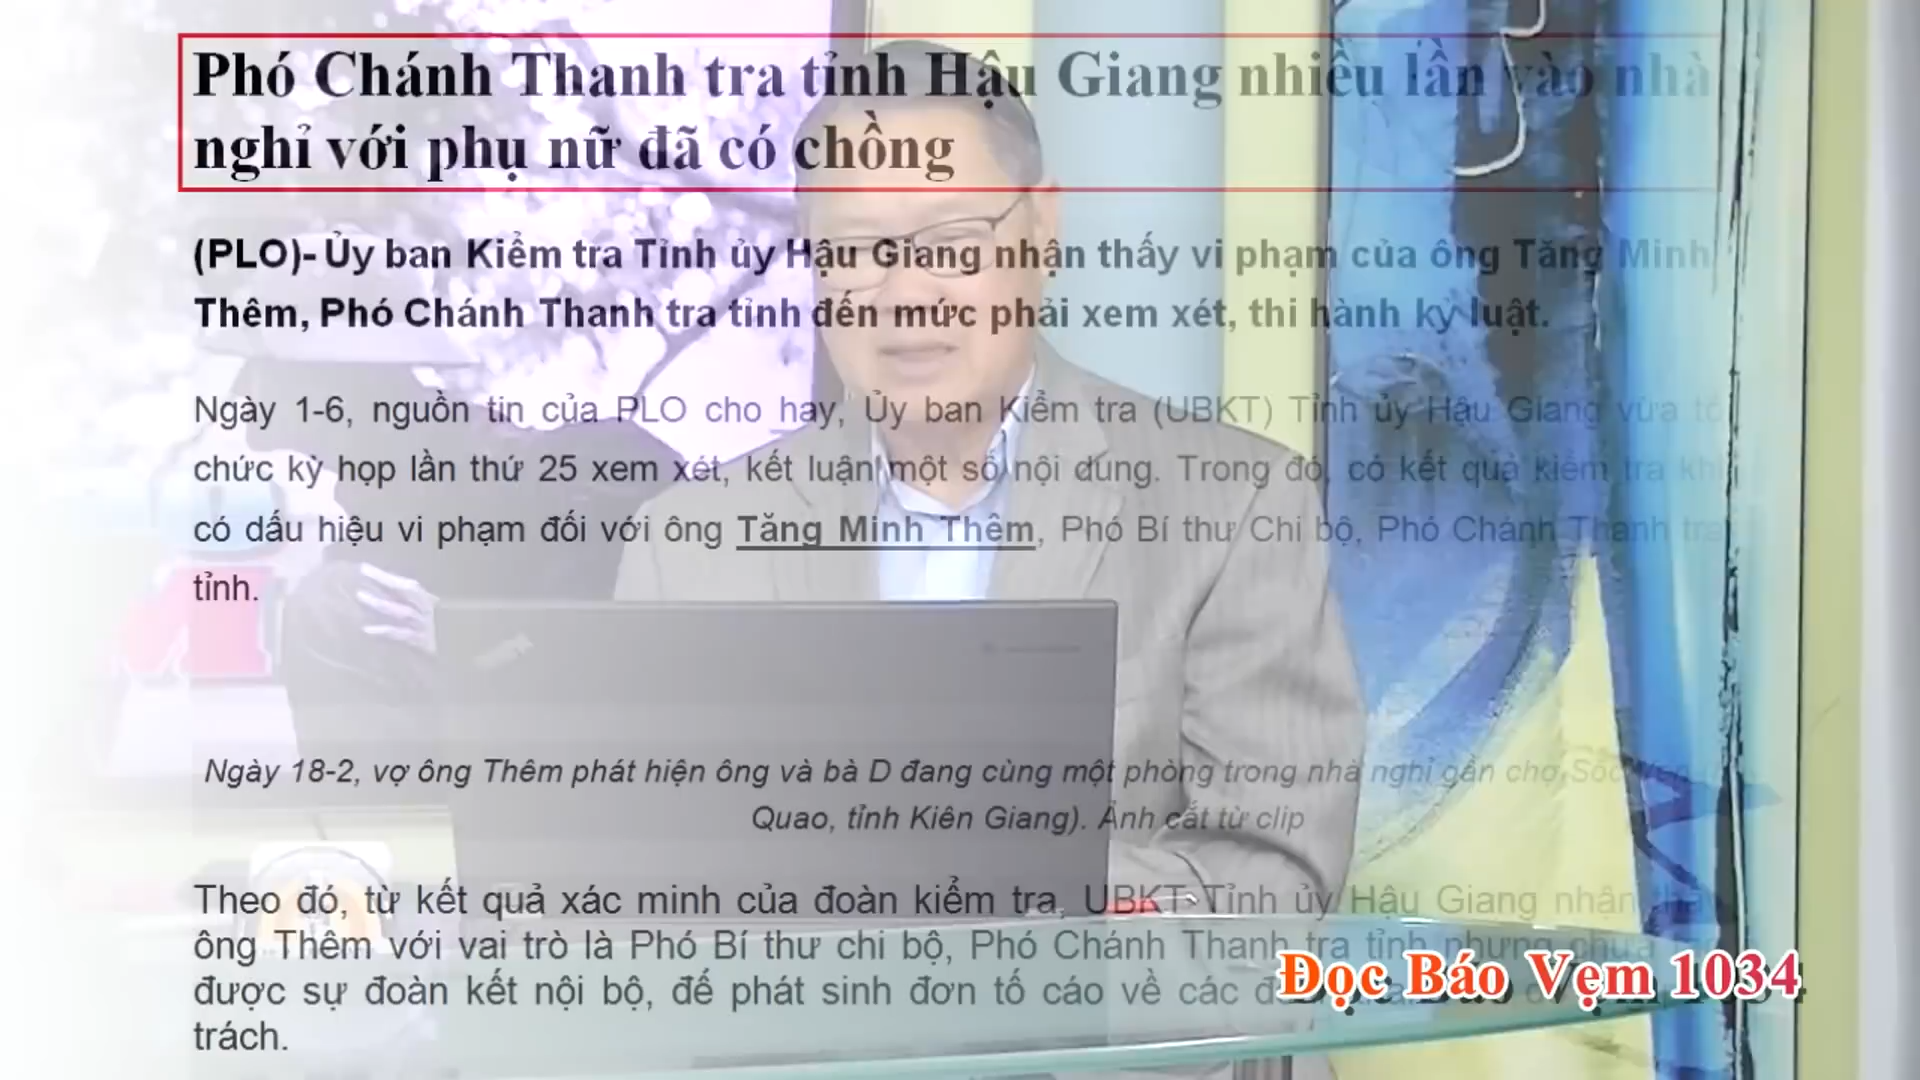 Phó Chánh Thanh tra tỉnh Hậu Giang nhiều lần vào nhà
nghỉ với phụ nữ đã có chồng
(PLO)- Ủy ban Kiểm tra Tỉnh ủy Hậu Giang nhận thấy vi phạm của ông Tăng Minh
Thêm, Phó Chánh Thanh tra tỉnh đến mức phải xem xét, thi hành kỷ luật.
Ngày 1-6, nguồn tin của PLO cho hay, Ủy ban Kiểm tra (UBKT) Tỉnh ủy Hậu Giang vừa tổ
chức kỳ họp lần thứ 25 xem xét, kết luận một số nội dung. Trong đó, có kết quả kiểm tra khi
có dấu hiệu vi phạm đối với ông Tăng Minh Thêm, Phó Bí thư Chi bộ, Phó Chánh Thanh tra
tỉnh.
Ngày 18-2, vợ ông Thêm phát hiện ông và bà D đang cùng một phòng trong nhà nghỉ gần chợ Sóc
Quao, tỉnh Kiên Giang). Ảnh cắt từ clip
Theo đó, từ kết quả xác minh của đoàn kiểm tra, UBKT Tỉnh ủy Hậu Giang nhận
ông Thêm với vai trò là Phó Bí thư chi bộ, Phó Chánh Thanh tra tỉnh nhưng chưa
được sự đoàn kết nội bộ, để phát sinh đơn tố cáo về các
trách.
Đọc Báo Vẹm 1034